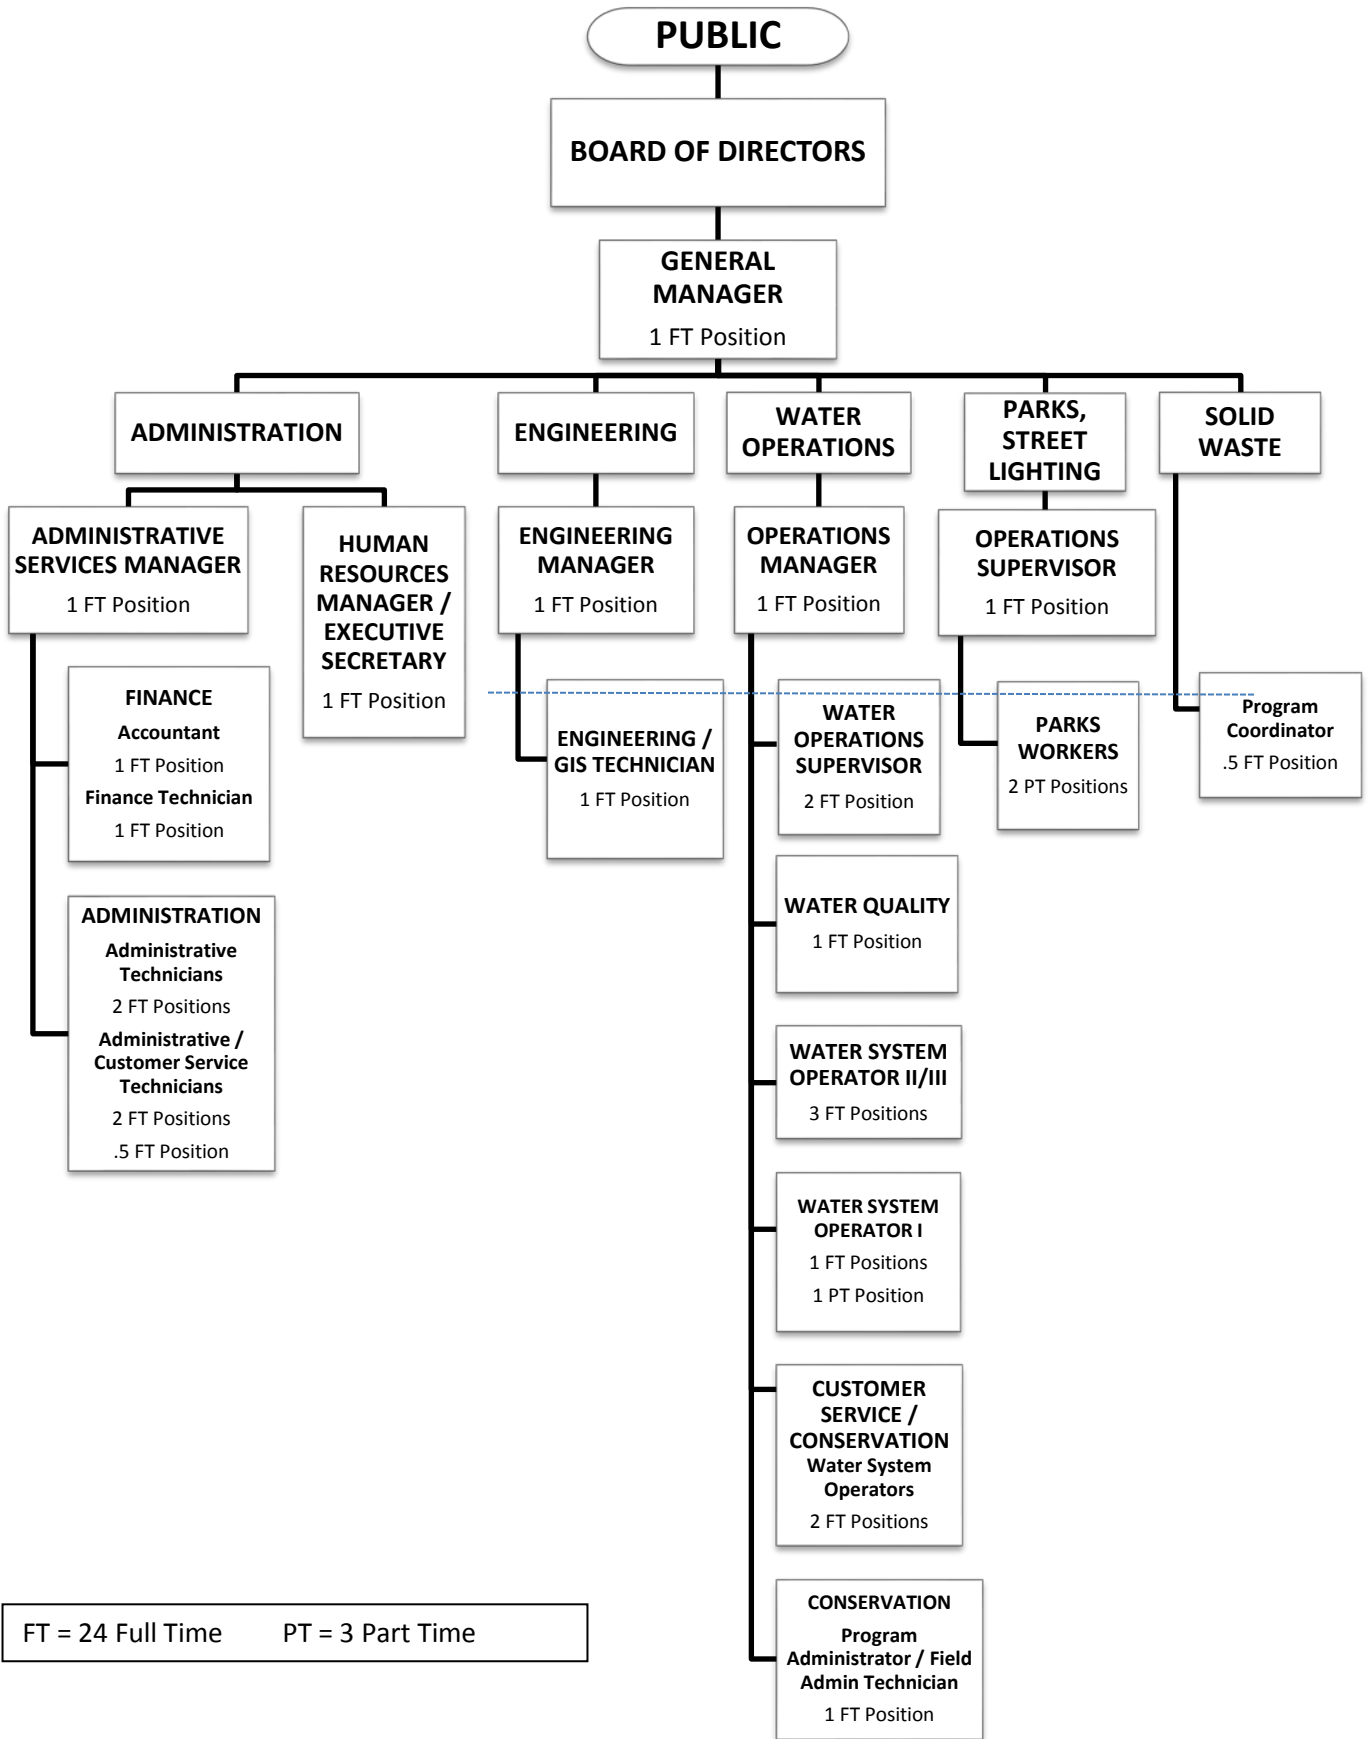 PUBLIC
BOARD OF DIRECTORS
GENERAL
MANAGER
1 FT Position
ADMINISTRATION
ENGINEERING
WATER
OPERATIONS
PARKS,
STREET
LIGHTING
SOLID
WASTE
ADMINISTRATIVE
SERVICES MANAGER
1 FT Position
HUMAN
RESOURCES
MANAGER /
EXECUTIVE
SECRETARY
1 FT Position
ENGINEERING
MANAGER
1 FT Position
OPERATIONS
MANAGER
1 FT Position
OPERATIONS
SUPERVISOR
1 FT Position
FINANCE
Accountant
1 FT Position
Finance Technician
1 FT Position
ADMINISTRATION
Administrative
Technicians
2 FT Positions
Administrative /
Customer Service
Technicians
2 FT Positions
.5 FT Position
ENGINEERING /
GIS TECHNICIAN
1 FT Position
WATER
OPERATIONS
SUPERVISOR
2 FT Position
WATER QUALITY
1 FT Position
WATER SYSTEM
OPERATOR II/III
3 FT Positions
WATER SYSTEM
OPERATOR I
1 FT Positions
1 PT Position
CUSTOMER
SERVICE /
CONSERVATION
Water System
Operators
2 FT Positions
CONSERVATION
Program
Administrator / Field
Admin Technician
1 FT Position
PARKS
WORKERS
2 PT Positions
Program
Coordinator
.5 FT Position
FT = 24 Full Time PT = 3 Part Time